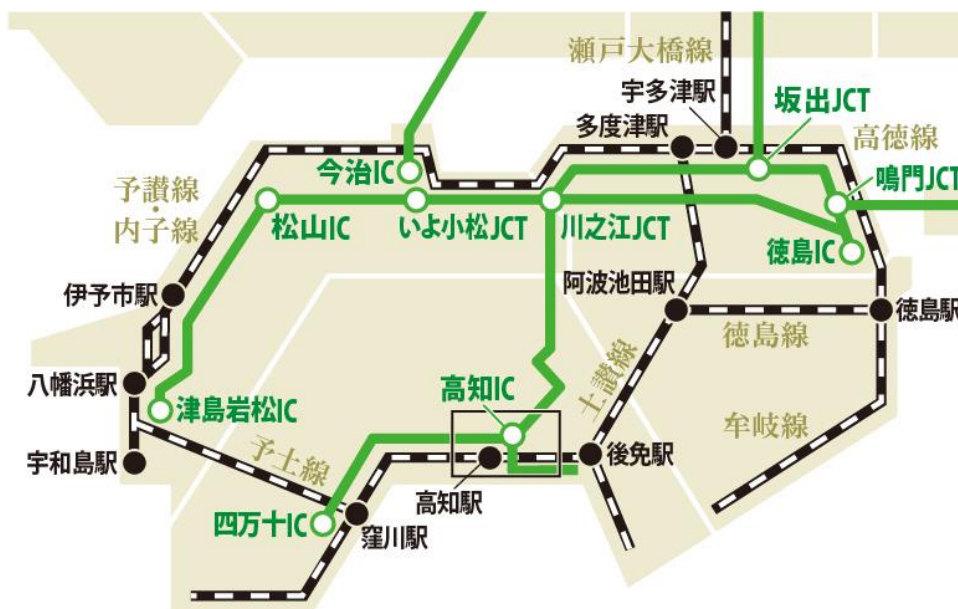 瀬戸大橋線
宇多津駅
坂出JCT
多度津駅
高徳線
今治IC
鳴門JCT
予讃線
・
内子線
松山IC
いよ小松JCT
川之江JCT
徳島IC
伊予市駅
阿波池田駅
徳島駅
徳島線
土讃線
八幡浜駅
津島岩松IC
高知IC
牟岐線
宇和島駅
予土線
後免駅
高知駅
四万十IC
窪川駅